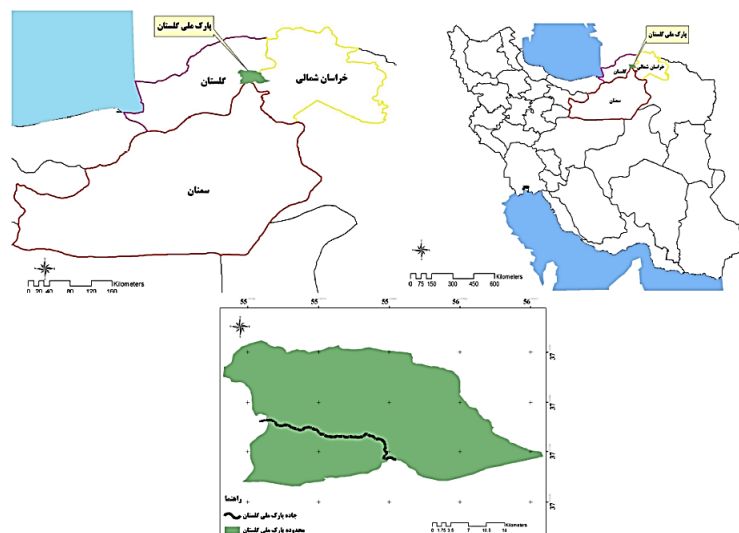 پارک ملی گلستان
گلستان
خراسان شمالی
سمنان
Kilometers
0 20 40 80 120 160
پارک ملی گلستان
خراسان شمالی
گلستان
سمنان
Kilometers
0 75 150 300 450 600
55 55 55 56 56
37
37
37
37
راهنما
جاده پارک ملی گلستان
محدوده پارک ملی گلستان
Kilometers
0 1.75 3.5 7 10.5 14